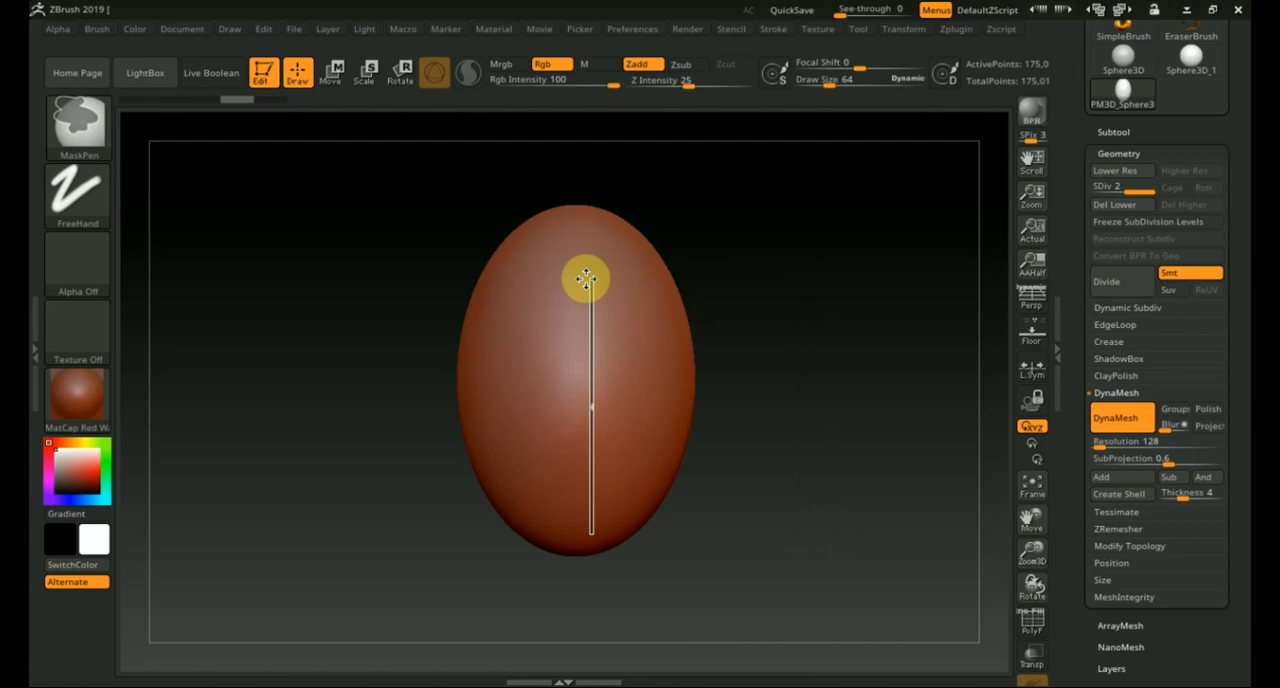 ZBrush 2019 [
AC QuickSave See-through 0 Menus DefaultZScript
Alpha Brush Color Document Draw Edit File Layer Light Macro Marker Material Movie Picker Preferences Render Stencil Stroke Texture Tool Transform Zplugin Zscript
Home Page LightBox Live Boolean Edit Draw Move Scale Rotate
Mrgb Rgb M Zadd Zsub Zcut
Rgb Intensity 100 Z Intensity 25
Focal Shift 0
Draw Size 64 Dynamic
ActivePoints: 175,0
TotalPoints: 175,01
MaskPen
FreeHand
Alpha Off
Texture Off
MatCap Red W
Gradient
SwitchColor
Alternate
BPR
SPix 3
Scroll
Zoom
Actual
AAHalf
Dynamic
Persp
Floor
L.Sym
XYZ
Frame
Move
Zoom3D
Rotate
PolyF
Transp
SimpleBrush EraserBrush
Sphere3D Sphere3D_1
PM3D_Sphere3
Subtool
Geometry
Lower Res Higher Res
SDiv 2 Cage Rstr
Del Lower Del Higher
Freeze SubDivision Levels
Reconstruct Subdiv
Convert BPR To Geo
Divide Smt
Suv ReUV
Dynamic Subdiv
EdgeLoop
Crease
ShadowBox
ClayPolish
DynaMesh
DynaMesh Groups Polish
Blur Projec
Resolution 128
SubProjection 0.6
Add Sub And
Create Shell Thickness 4
Tessimate
ZRemesher
Modify Topology
Position
Size
MeshIntegrity
ArrayMesh
NanoMesh
Layers